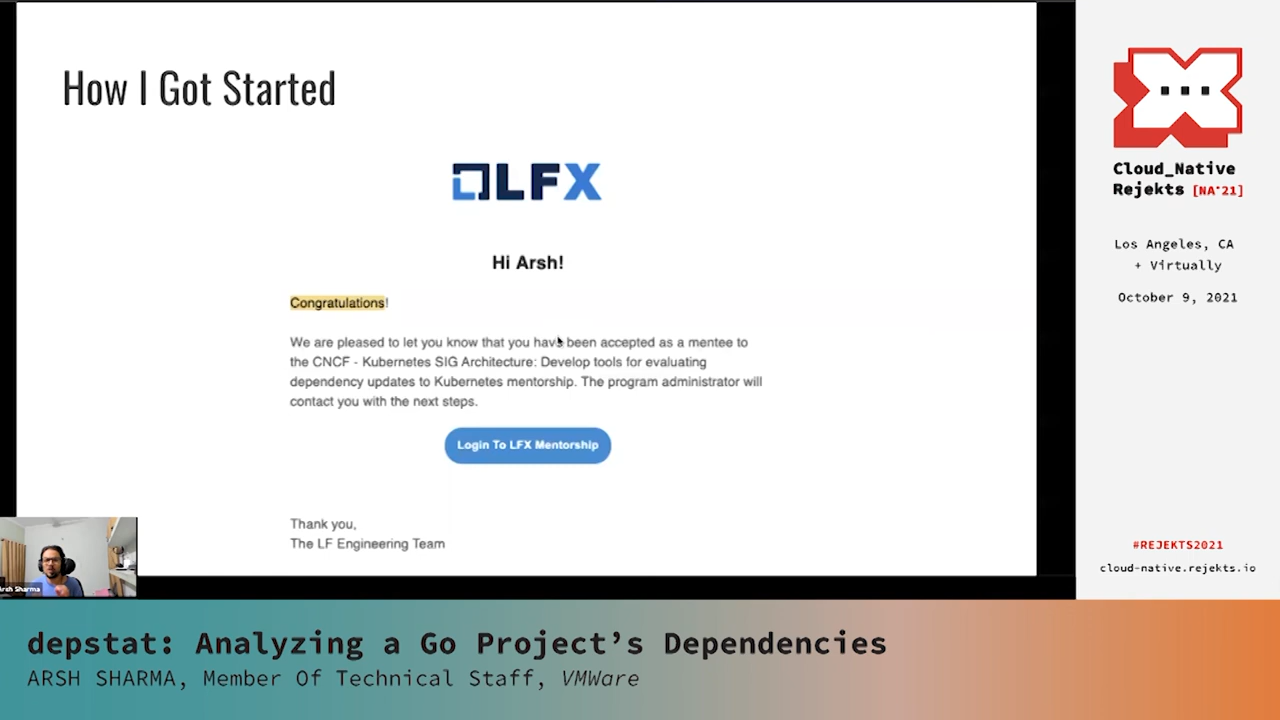 How I Got Started
LFX
Hi Arsh!
Congratulations!
We are pleased to let you know that you have been accepted as a mentee to
the CNCF - Kubernetes SIG Architecture: Develop tools for evaluating
dependency updates to Kubernetes mentorship. The program administrator will
contact you with the next steps.
Login To LFX Mentorship
Thank you,
The LF Engineering Team
Arsh Sharma
Cloud_Native
Rejekts [NA'21]
Los Angeles, CA
+ Virtually
October 9, 2021
#REJEKTS2021
cloud-native.rejekts.io
depstat: Analyzing a Go Project’s Dependencies
ARSH SHARMA, Member Of Technical Staff, VMWare